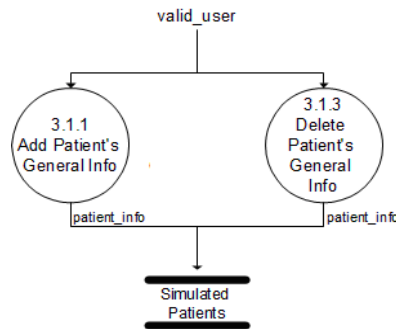 valid_user
3.1.1
Add Patient's
General Info
3.1.3
Delete
Patient's
General
Info
patient_info
patient_info
Simulated
Patients